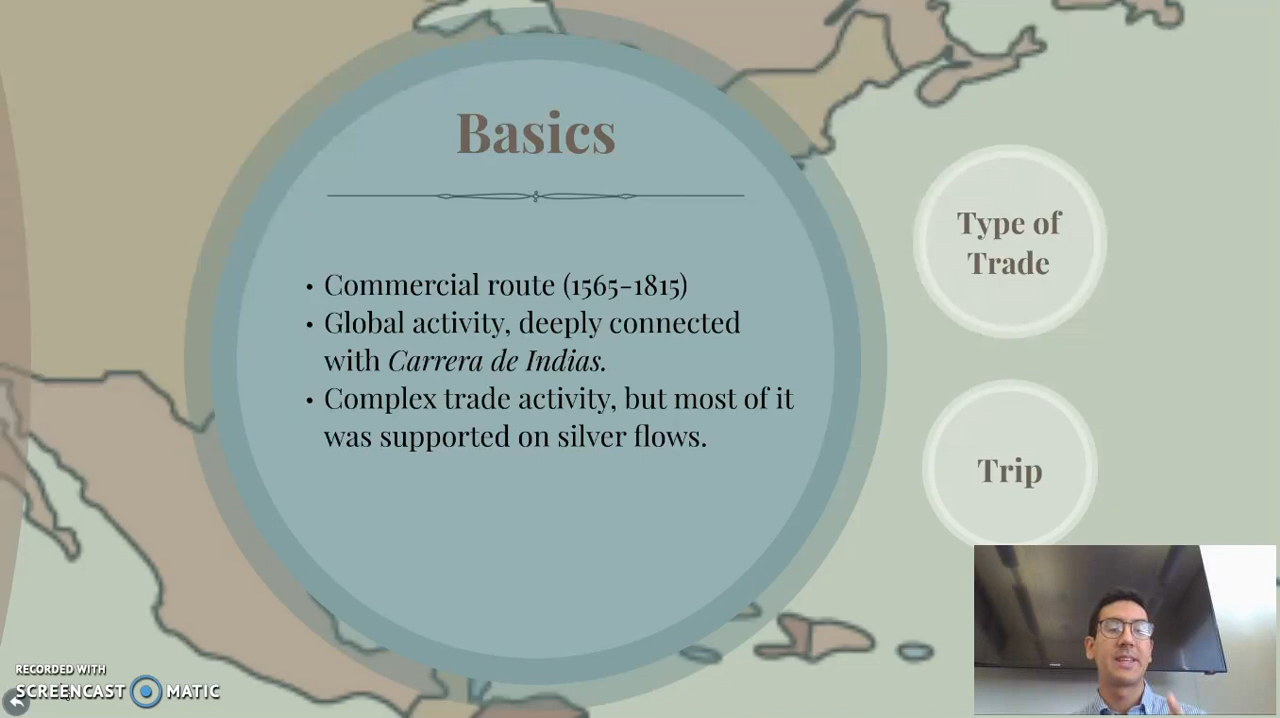 Basics
• Commercial route (1565-1815)
• Global activity, deeply connected
with Carrera de Indias.
• Complex trade activity, but most of it
was supported on silver flows.
Type of
Trade
Trip
RECORDED WITH
SCREENCAST MATIC